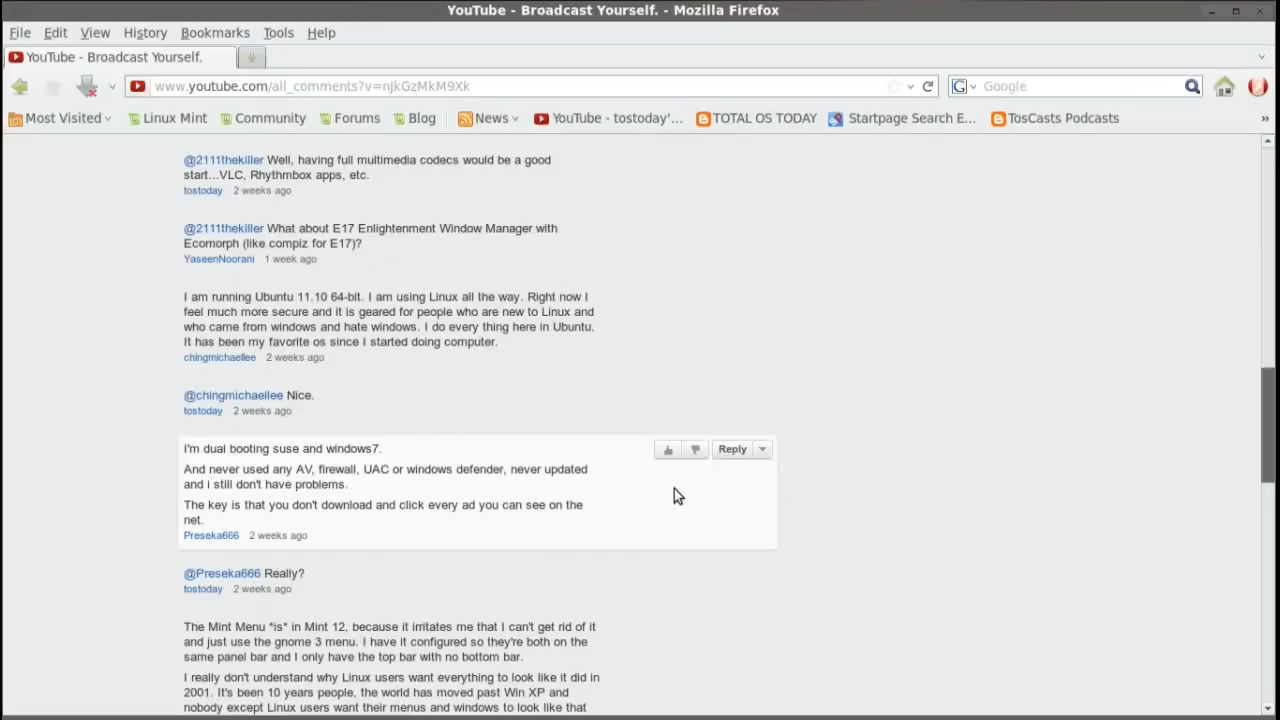 YouTube - Broadcast Yourself. - Mozilla Firefox
File Edit View History Bookmarks Tools Help
YouTube - Broadcast Yourself.
www.youtube.com/all_comments?v=nJkGzMkM9Xk
Google
Most Visited Linux Mint Community Forums Blog News YouTube - tostoday'... TOTAL OS TODAY Startpage Search E... TosCasts Podcasts »
@2111thekiller Well, having full multimedia codecs would be a good
start...VLC, Rhythmbox apps, etc.
tostoday 2 weeks ago
@2111thekiller What about E17 Enlightenment Window Manager with
Ecomorph (like compiz for E17)?
YaseenNoorani 1 week ago
I am running Ubuntu 11.10 64-bit. I am using Linux all the way. Right now I
feel much more secure and it is geared for people who are new to Linux and
who came from windows and hate windows. I do every thing here in Ubuntu.
It has been my favorite os since I started doing computer.
chingmichaellee 2 weeks ago
@chingmichaellee Nice.
tostoday 2 weeks ago
I'm dual booting suse and windows7.
Reply
And never used any AV, firewall, UAC or windows defender, never updated
and i still don't have problems.
The key is that you don't download and click every ad you can see on the
net.
Preseka666 2 weeks ago
@Preseka666 Really?
tostoday 2 weeks ago
The Mint Menu *is* in Mint 12, because it irritates me that I can't get rid of it
and just use the gnome 3 menu. I have it configured so they're both on the
same panel bar and I only have the top bar with no bottom bar.
I really don't understand why Linux users want everything to look like it did in
2001. It's been 10 years people, the world has moved past Win XP and
nobody except Linux users want their menus and windows to look like that